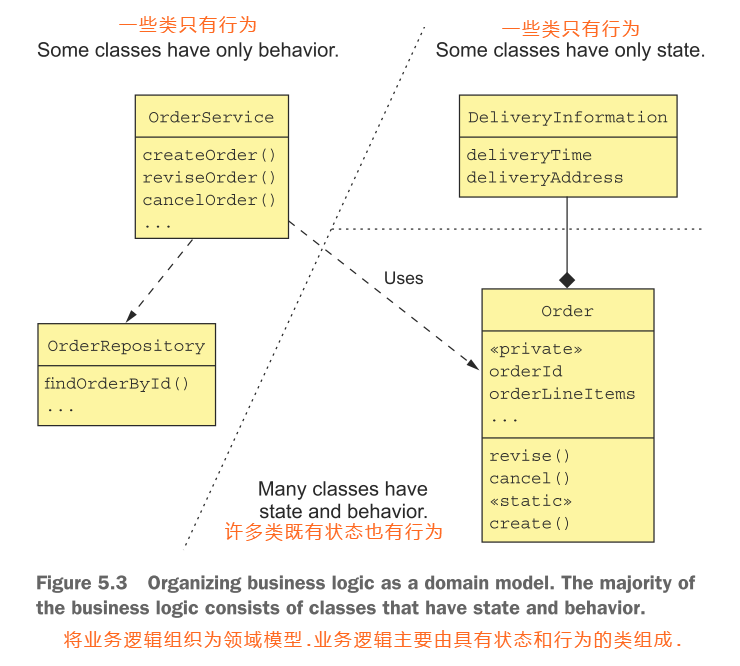 一些类只有行为
Some classes have only behavior.
一些类只有行为
Some classes have only state.
OrderService
createOrder()
reviseOrder()
cancelOrder()
...
DeliveryInformation
deliveryTime
deliveryAddress
Uses
OrderRepository
findOrderById()
...
Order
«private»
orderId
orderLineItems
...
revise()
cancel()
«static»
create()
Many classes have
state and behavior.
许多类既有状态也有行为
Figure 5.3 Organizing business logic as a domain model. The majority of
the business logic consists of classes that have state and behavior.
将业务逻辑组织为领域模型.业务逻辑主要由具有状态和行为的类组成.